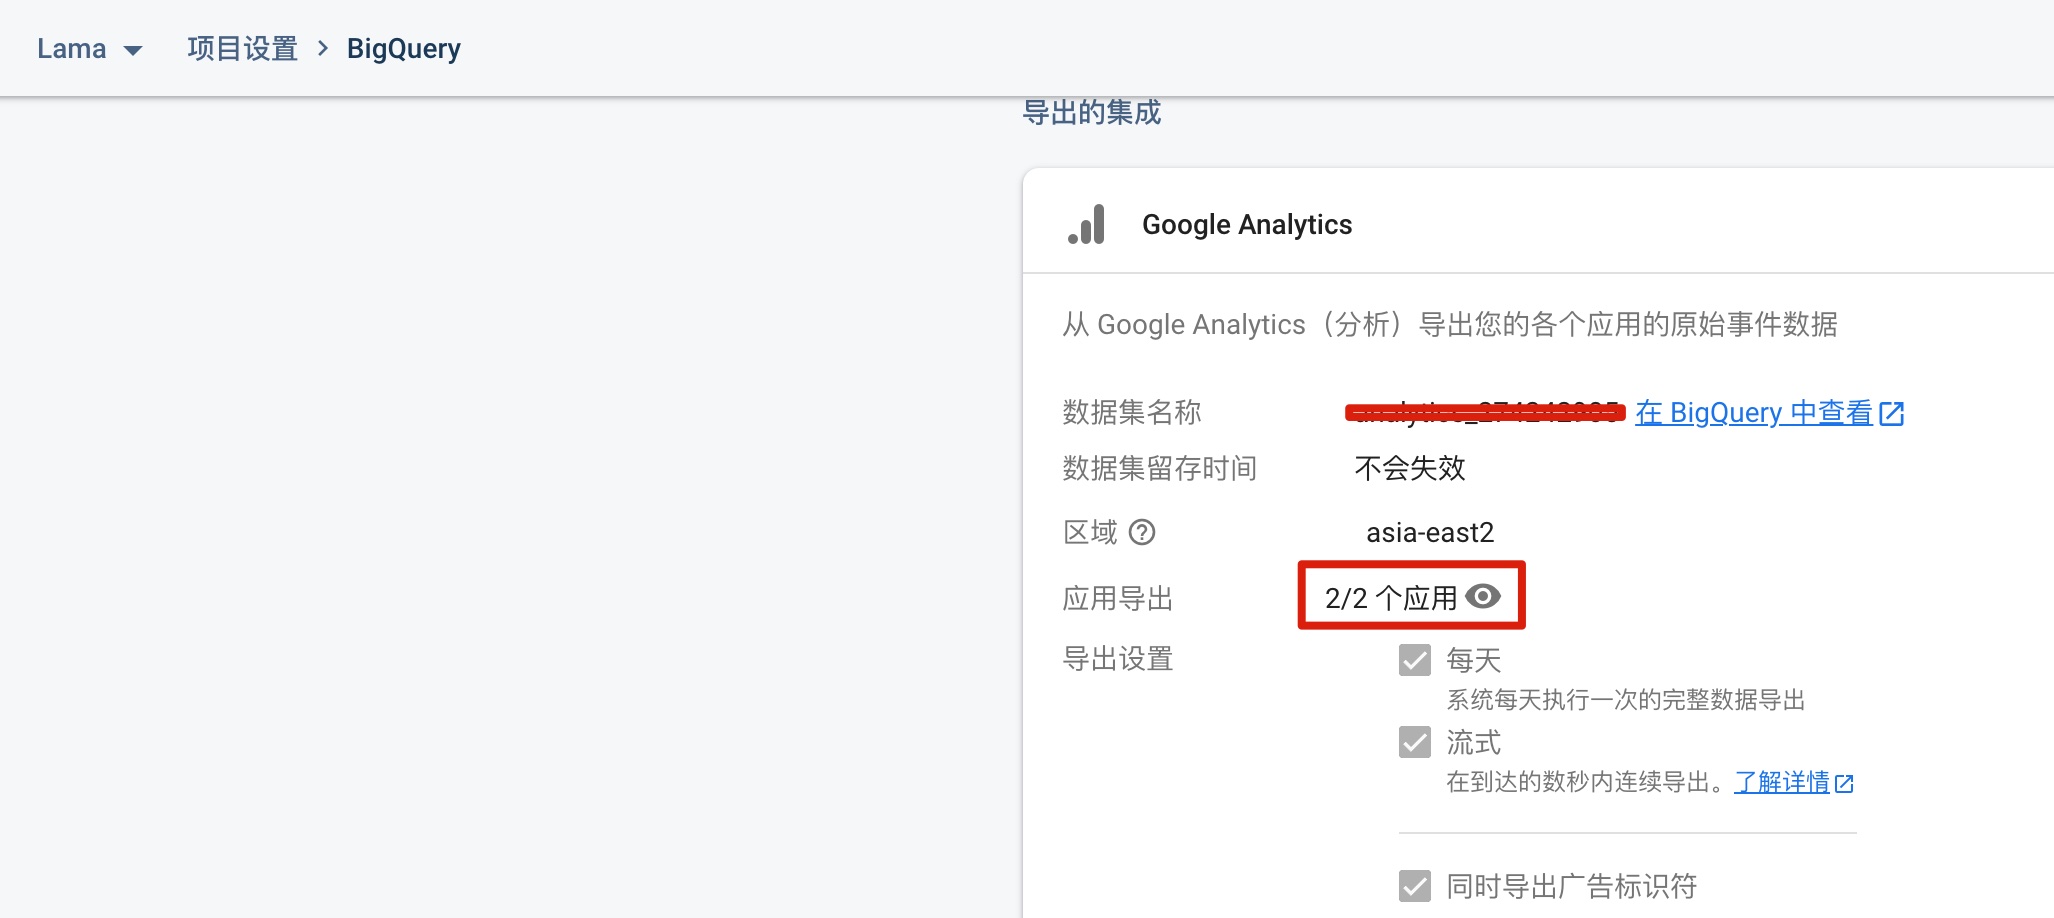 Lama 项目设置 > BigQuery
导出的集成
Google Analytics
从 Google Analytics（分析）导出您的各个应用的原始事件数据
数据集名称 在 BigQuery 中查看
数据集留存时间 不会失效
区域 asia-east2
应用导出 2/2 个应用
导出设置 每天
系统每天执行一次的完整数据导出
流式
在到达的数秒内连续导出。了解详情
同时导出广告标识符